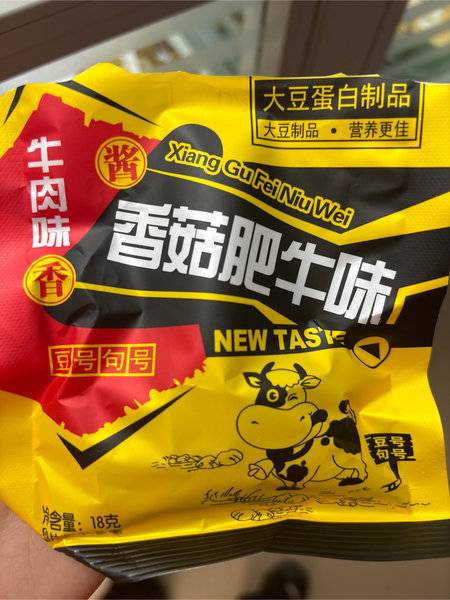 大豆蛋白制品
大豆制品 · 营养更佳
牛肉味
酱
香
Xiang Gu Fei Niu Wei
香菇肥牛味
NEW TASTE
豆号句号
豆号
句号
含量：18克